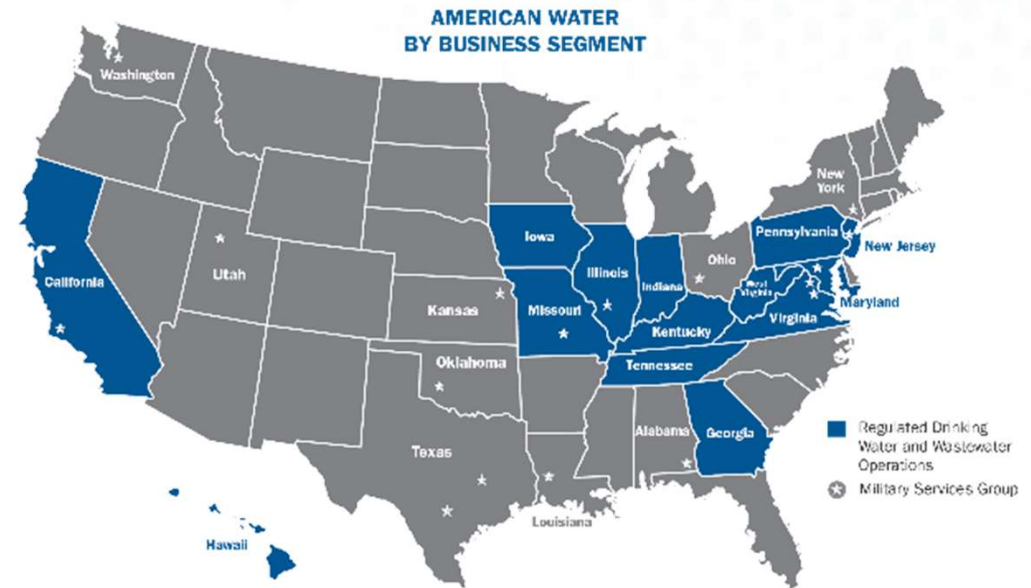 AMERICAN WATER
BY BUSINESS SEGMENT
Washington
New
York
Pennsylvania
New Jersey
Iowa
Ohio
Utah
Illinois
Indiana
West
Virginia
California
Maryland
Kansas
Missouri
Virginia
Kentucky
Oklahoma
Tennessee
Alabama
Georgia
Texas
Louisiana
Hawaii
Regulated Drinking
Water and Wastewater
Operations
Military Services Group